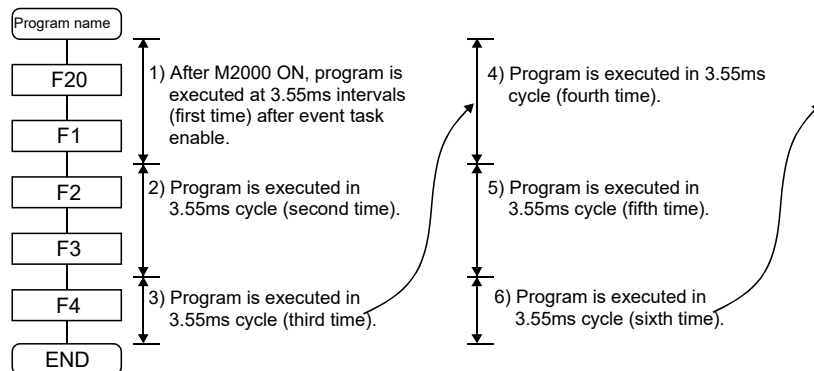 Program name
F20
F1
F2
F3
F4
END
1) After M2000 ON, program is
executed at 3.55ms intervals
(first time) after event task
enable.
2) Program is executed in
3.55ms cycle (second time).
3) Program is executed in
3.55ms cycle (third time).
4) Program is executed in 3.55ms
cycle (fourth time).
5) Program is executed in
3.55ms cycle (fifth time).
6) Program is executed in
3.55ms cycle (sixth time).